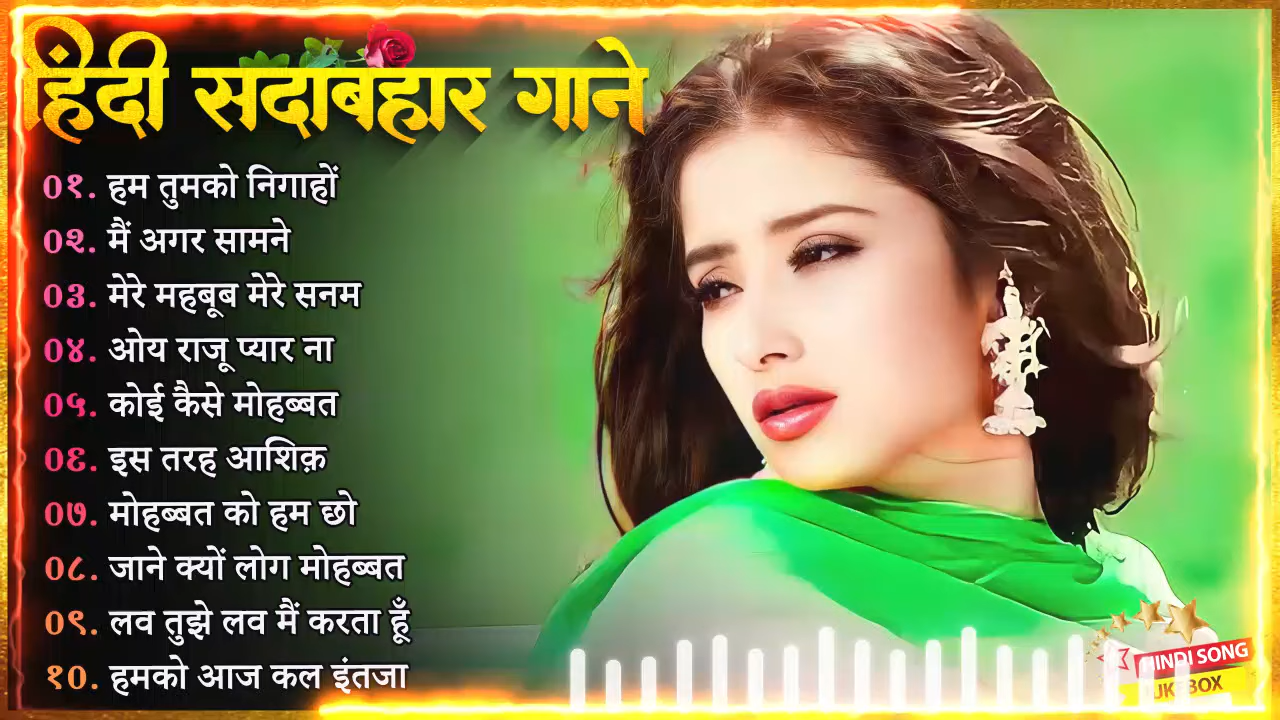 हिंदी सदाबहार गाने
०१. हम तुमको निगाहों
०२. मैं अगर सामने
०३. मेरे महबूब मेरे सनम
०४. ओय राजू प्यार ना
०५. कोई कैसे मोहब्बत
०६. इस तरह आशिक़
०७. मोहब्बत को हम छो
०८. जाने क्यों लोग मोहब्बत
०९. लव तुझे लव मैं करता हूँ
१०. हमको आज कल इंतजा
HINDI SONG
JUKEBOX